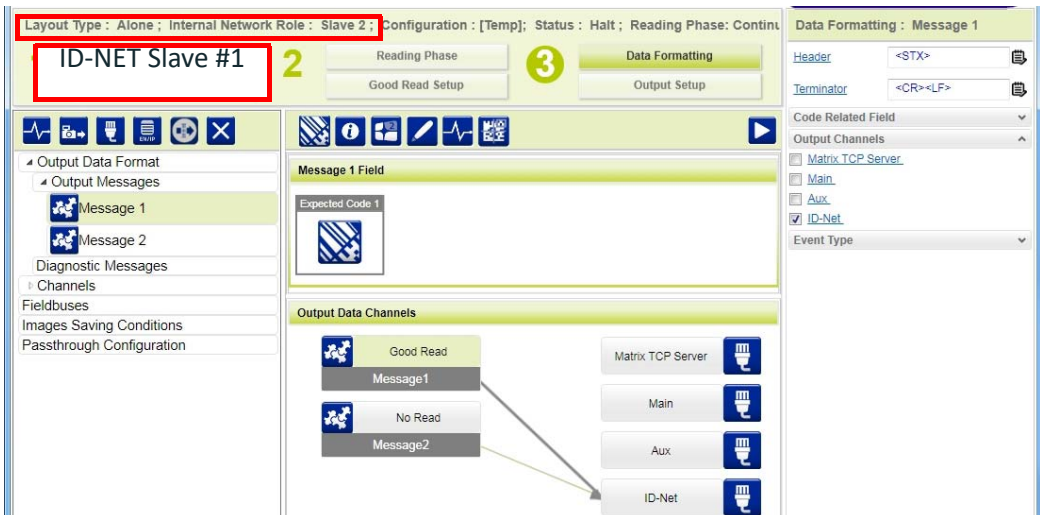 Layout Type : Alone ; Internal Network Role : Slave 2 ; Configuration : [Temp]; Status : Halt ; Reading Phase: Continu
ID-NET Slave #1
2
Reading Phase
Good Read Setup
3
Data Formatting
Output Setup
EN/IP
Output Data Format
Output Messages
Message 1
Message 2
Diagnostic Messages
Channels
Fieldbuses
Images Saving Conditions
Passthrough Configuration
Message 1 Field
Expected Code 1
Output Data Channels
Good Read
Message1
No Read
Message2
Matrix TCP Server
Main
Aux
ID-Net
Data Formatting : Message 1
Header <STX>
Terminator <CR><LF>
Code Related Field
Output Channels
Matrix TCP Server
Main
Aux
ID-Net
Event Type